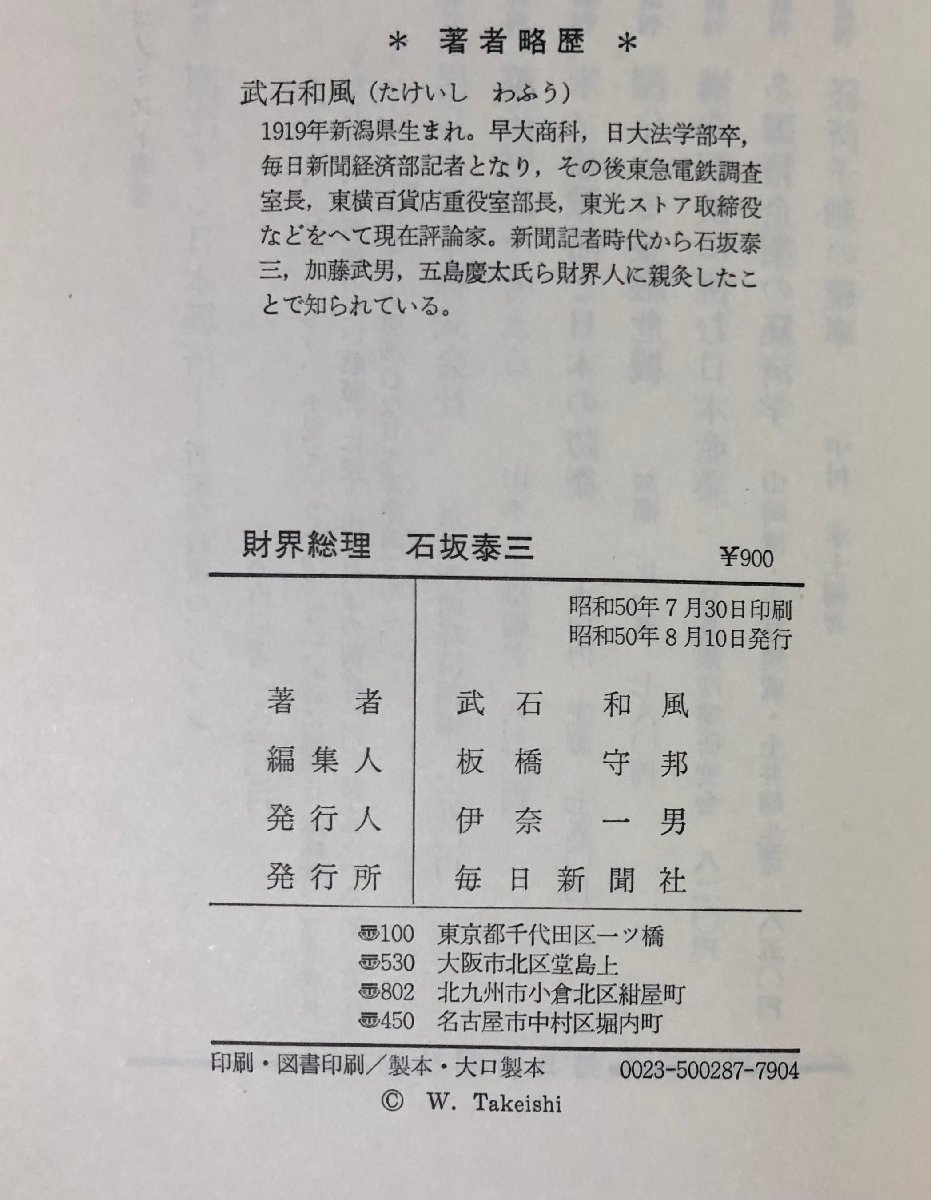 ＊ 著者略歴 ＊
武石和風（たけいし　わふう）
1919年新潟県生まれ。早大商科，日大法学部卒，
毎日新聞経済部記者となり，その後東急電鉄調査
室長，東横百貨店重役室部長，東光ストア取締役
などをへて現在評論家。新聞記者時代から石坂泰
三，加藤武男，五島慶太氏ら財界人に親灸したこ
とで知られている。
財界総理　石坂泰三　¥900
昭和50年7月30日印刷
昭和50年8月10日発行
著者　武石　和風
編集人　板橋　守邦
発行人　伊奈　一男
発行所　毎日新聞社
〠100　東京都千代田区一ツ橋
〠530　大阪市北区堂島上
〠802　北九州市小倉北区紺屋町
〠450　名古屋市中村区堀内町
印刷・図書印刷／製本・大口製本　0023-500287-7904
© W. Takeishi